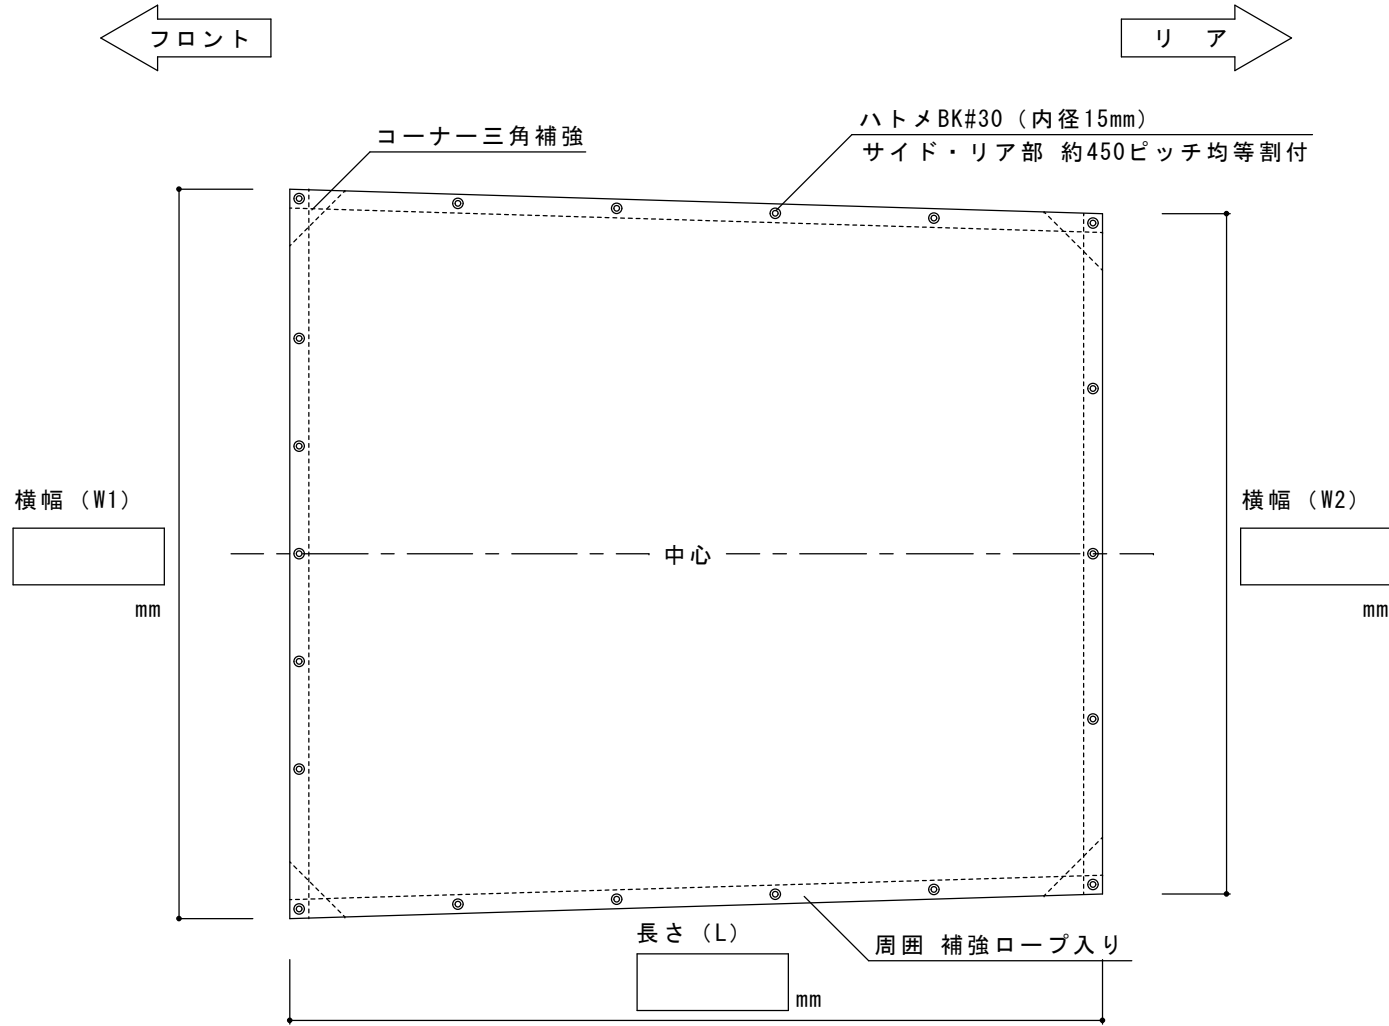 フロント
リ ア
コーナー三角補強
ハトメBK#30（内径15mm）
サイド・リア部 約450ピッチ均等割付
横幅（W1）
mm
中心
横幅（W2）
mm
長さ（L）
mm
周囲 補強ロープ入り